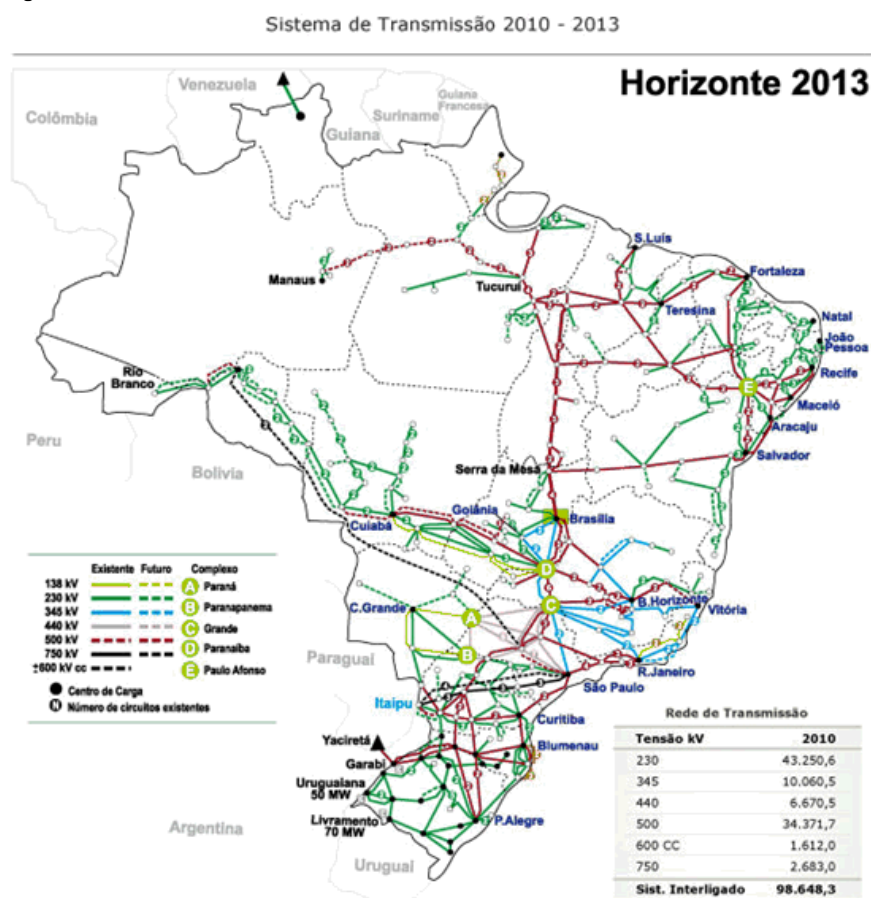 Sistema de Transmissão 2010 - 2013
Horizonte 2013
Venezuela
Colômbia
Guiana
Suriname
Guiana
Francesa
Manaus
Tucuruí
S.Luís
Fortaleza
Teresina
Natal
João
Pessoa
Recife
Maceió
Aracaju
Salvador
E
Rio
Branco
Peru
Bolivia
Serra da Mesa
Cuiabá
Goiânia
Brasília
D
C
B.Horizonte
Vitória
C.Grande
A
B
R.Janeiro
São Paulo
Paraguai
Itaipu
Curitiba
Blumenau
Yaciretá
Garabi
Uruguaiana
50 MW
Livramento
70 MW
P.Alegre
Argentina
Uruguai
Existente Futuro Complexo
138 kV A Paraná
230 kV B Paranapanema
345 kV C Grande
440 kV D Paranaíba
500 kV E Paulo Afonso
750 kV
±600 kV cc
Centro de Carga
N Número de circuitos existentes
Rede de Transmissão
Tensão kV 2010
230 43.250,6
345 10.060,5
440 6.670,5
500 34.371,7
600 CC 1.612,0
750 2.683,0
Sist. Interligado 98.648,3